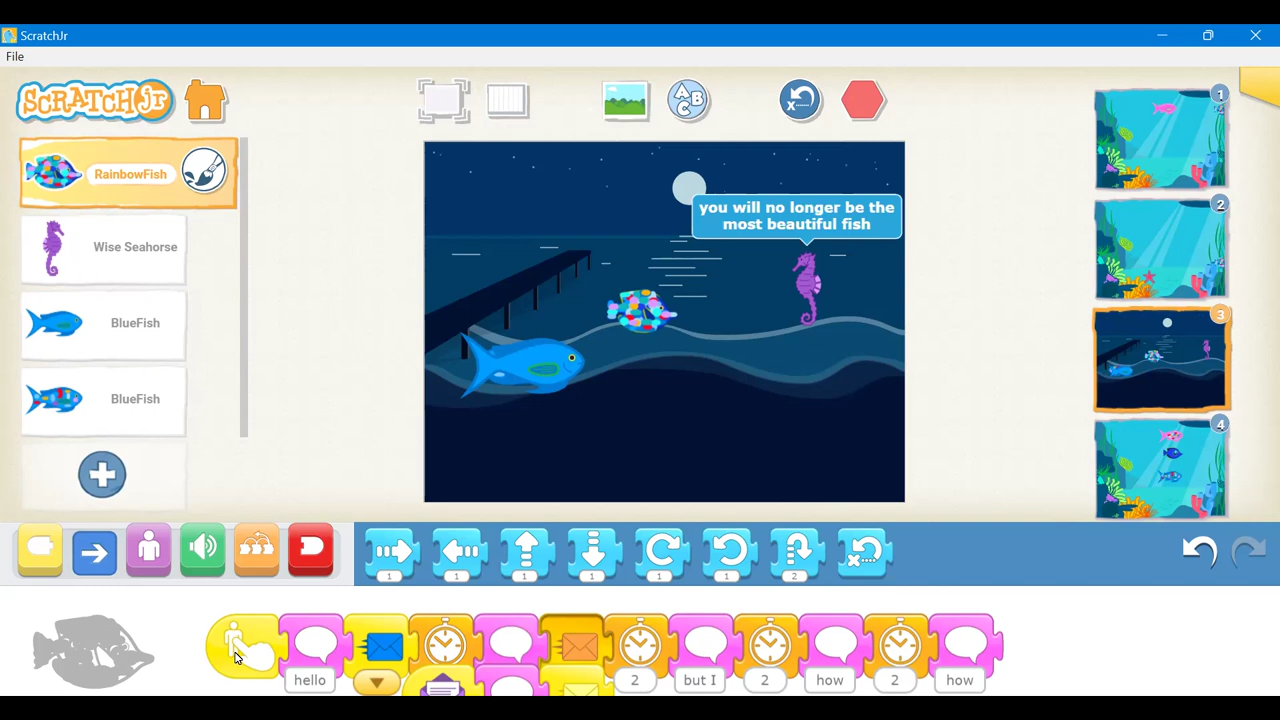 ScratchJr
File
SCRATCHJr
ABC
x
1
RainbowFish
you will no longer be the
most beautiful fish
2
Wise Seahorse
BlueFish
3
BlueFish
4
1 1 1 1 1 1 2 x
hello 2 but I 2 how 2 how